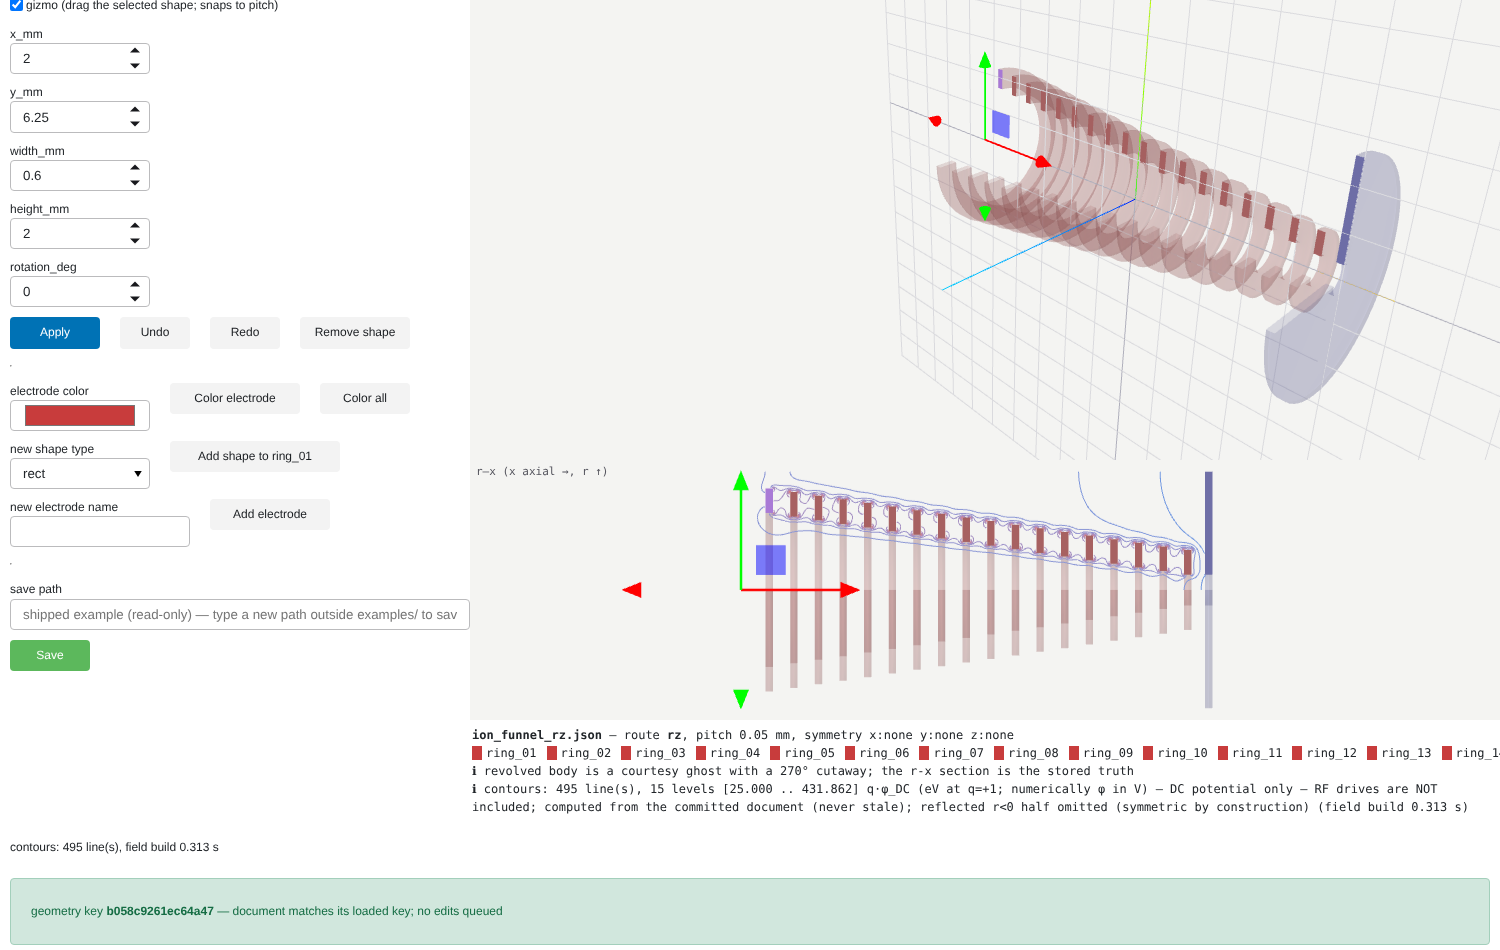 gizmo (drag the selected shape; snaps to pitch)
x_mm
2
y_mm
6.25
width_mm
0.6
height_mm
2
rotation_deg
0
Apply Undo Redo Remove shape
electrode color
Color electrode Color all
new shape type
rect
Add shape to ring_01
new electrode name
Add electrode
save path
shipped example (read-only) — type a new path outside examples/ to sav
Save
r—x (x axial →, r ↑)
ion_funnel_rz.json — route rz, pitch 0.05 mm, symmetry x:none y:none z:none
ring_01 ring_02 ring_03 ring_04 ring_05 ring_06 ring_07 ring_08 ring_09 ring_10 ring_11 ring_12 ring_13 ring_14
ℹ revolved body is a courtesy ghost with a 270° cutaway; the r-x section is the stored truth
ℹ contours: 495 line(s), 15 levels [25.000 .. 431.862] q·φ_DC (eV at q=+1; numerically φ in V) — DC potential only — RF drives are NOT
included; computed from the committed document (never stale); reflected r<0 half omitted (symmetric by construction) (field build 0.313 s)
contours: 495 line(s), field build 0.313 s
geometry key b058c9261ec64a47 — document matches its loaded key; no edits queued